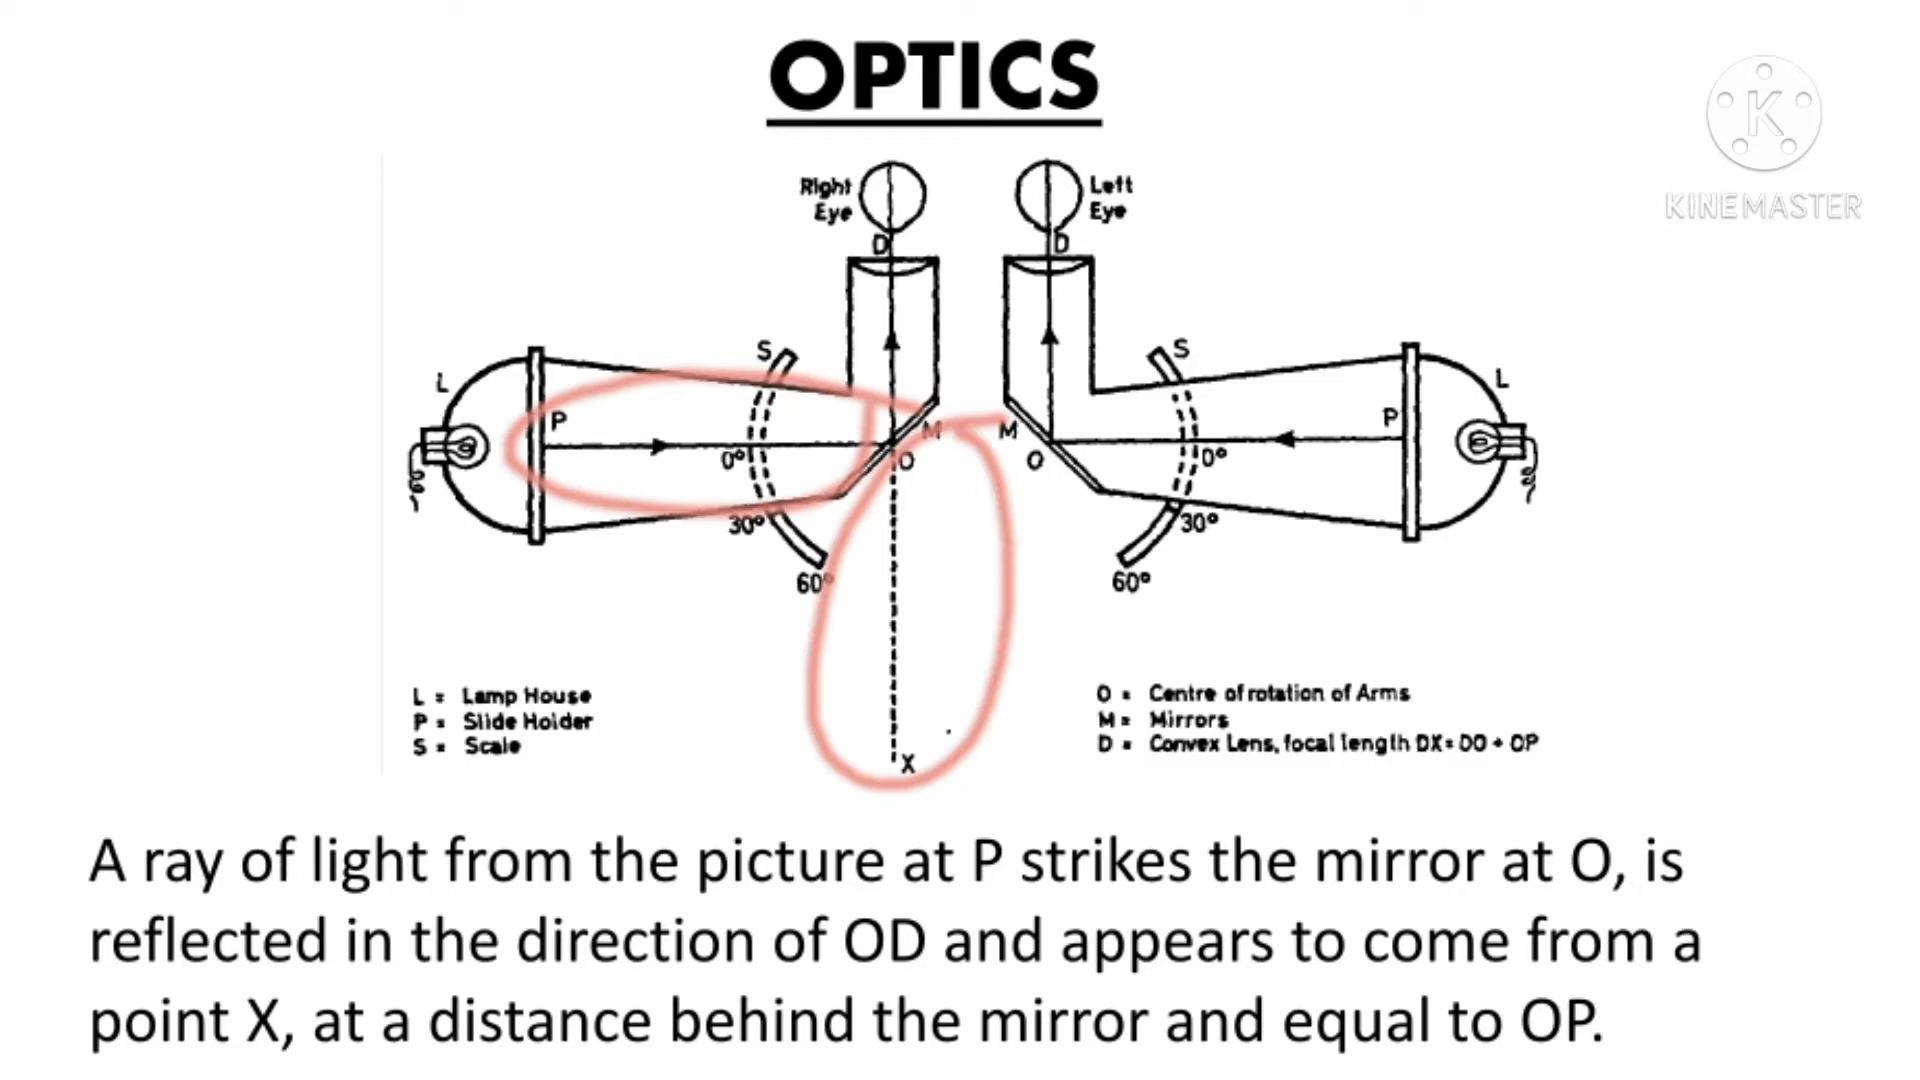 OPTICS
K
KINEMASTER
Right
Eye
Left
Eye
D
D
S
S
L
L
P
P
M
M
O
O
0°
0°
30°
30°
60°
60°
X
L = Lamp House
P = Slide Holder
S = Scale
O = Centre of rotation of Arms
M = Mirrors
D = Convex Lens, focal length DX = DO + OP
A ray of light from the picture at P strikes the mirror at O, is
reflected in the direction of OD and appears to come from a
point X, at a distance behind the mirror and equal to OP.